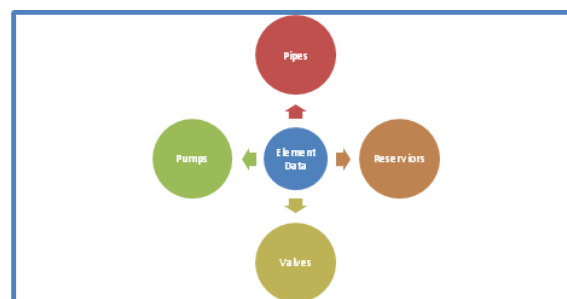 Pipes
Pumps
Element
Data
Reserviors
Valves